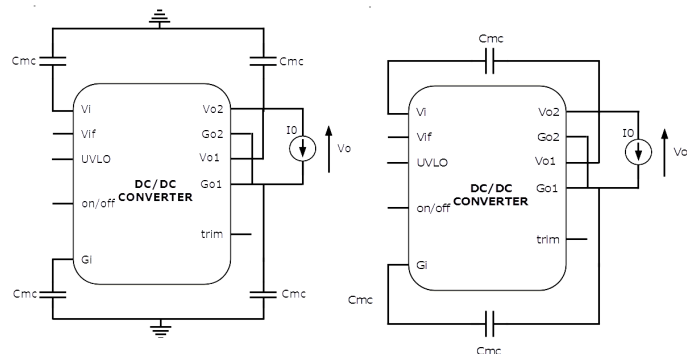 Cmc
Cmc
Vi
Vif
UVLO
on/off
Gi
DC/DC
CONVERTER
Vo2
Go2
Vo1
Go1
trim
I0
Vo
Cmc
Cmc
Cmc
Vi
Vif
UVLO
on/off
Gi
DC/DC
CONVERTER
Vo2
Go2
Vo1
Go1
trim
I0
Vo
Cmc
Cmc